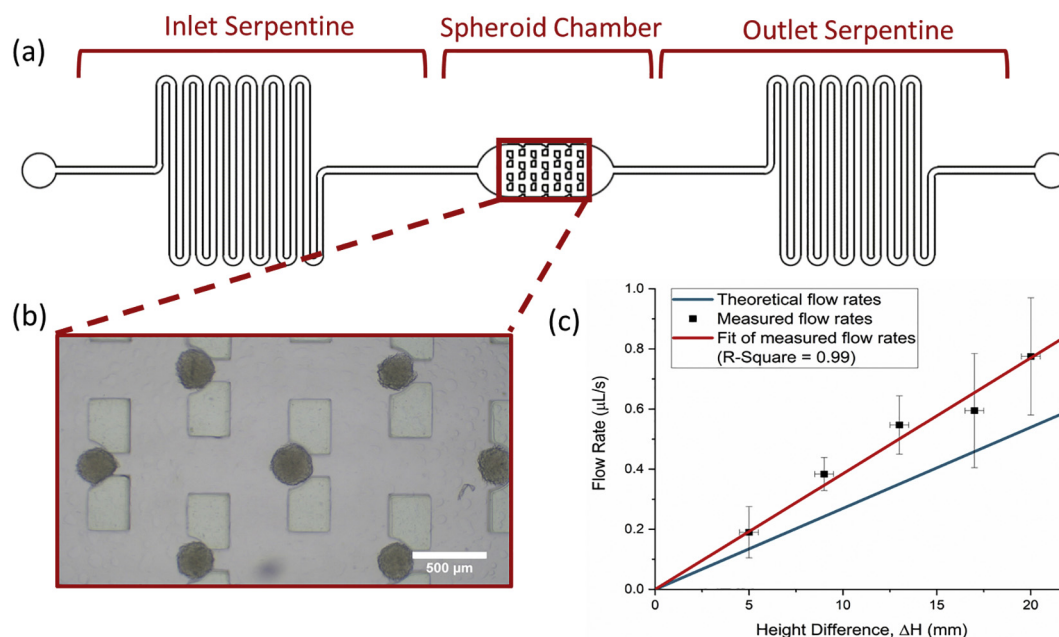 Inlet Serpentine
Spheroid Chamber
Outlet Serpentine
(a)
(b)
500 µm
(c)
Theoretical flow rates
Measured flow rates
Fit of measured flow rates
(R-Square = 0.99)
Flow Rate (µL/s)
1.0
0.8
0.6
0.4
0.2
0.0
0
5
10
15
20
Height Difference, ΔH (mm)